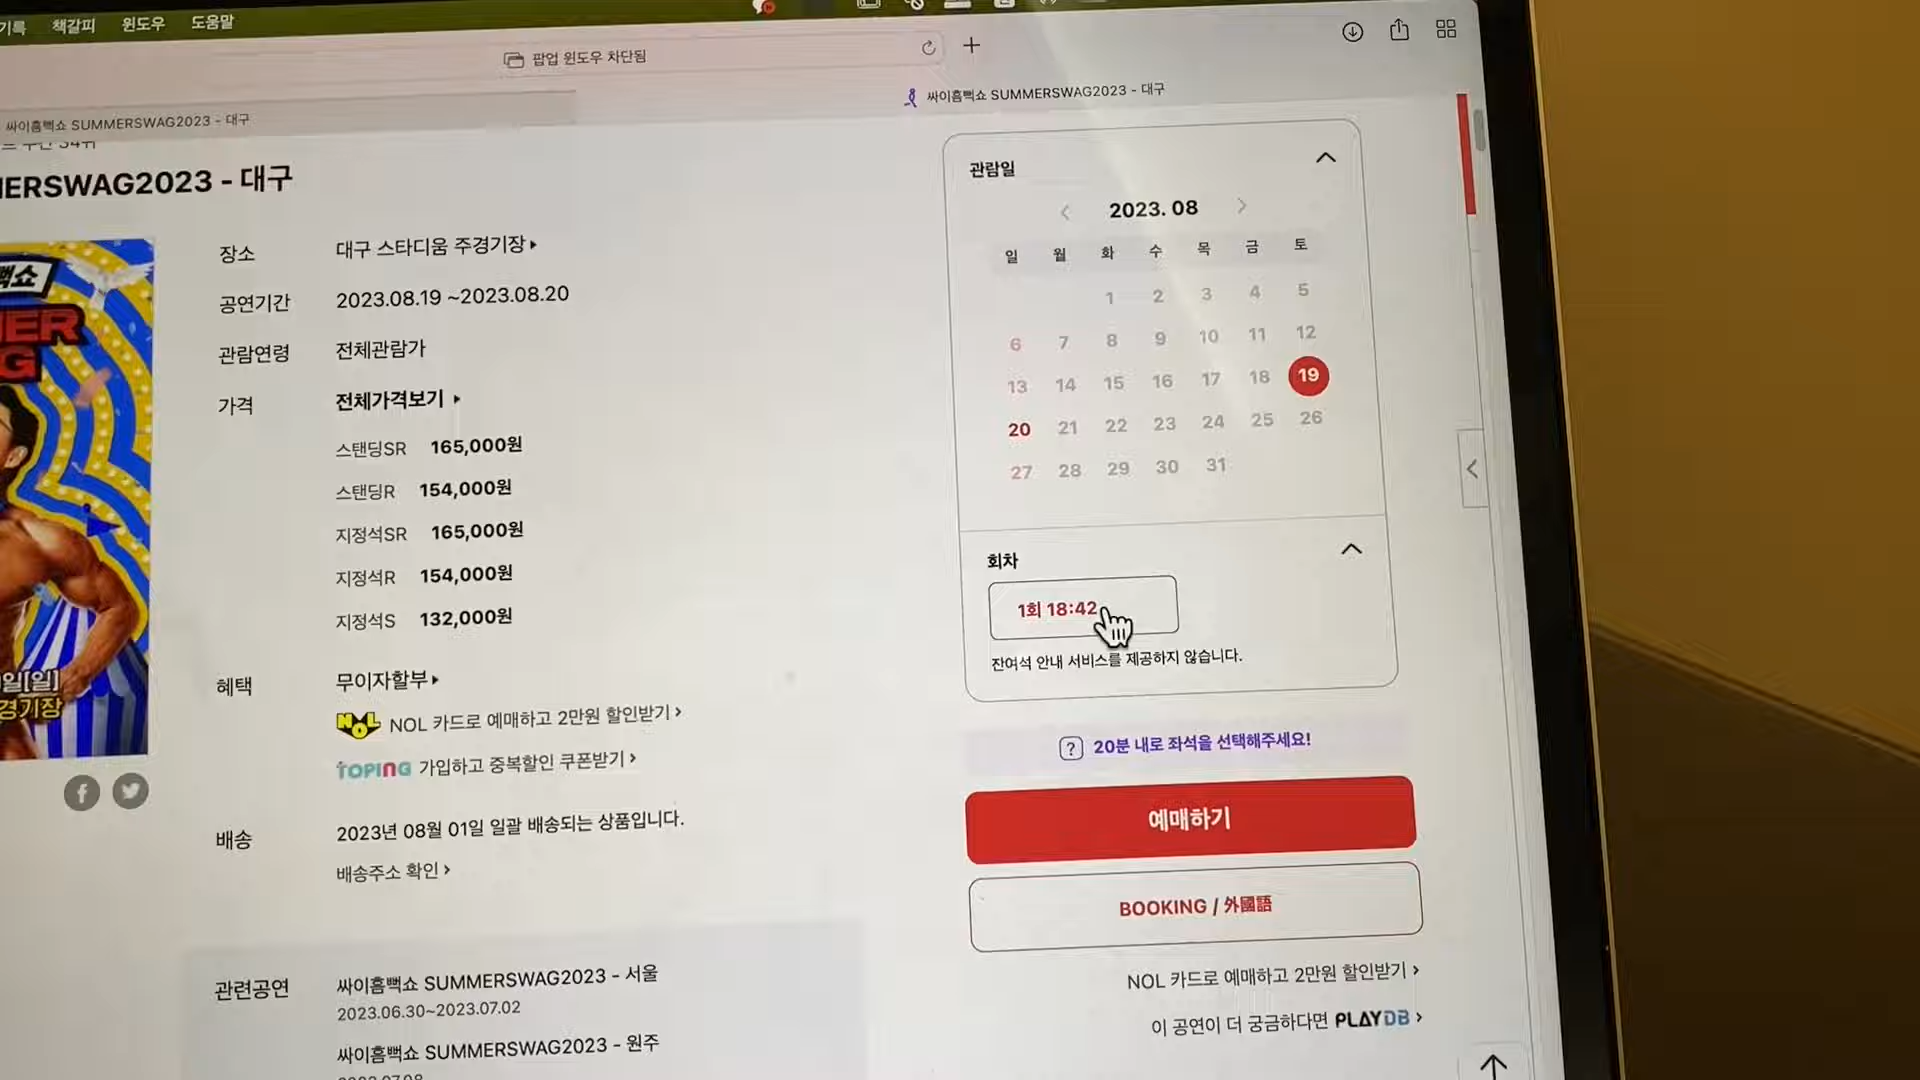 기록 책갈피 윈도우 도움말
팝업 윈도우 차단됨
싸이흠뻑쇼 SUMMERSWAG2023 - 대구
싸이흠뻑쇼 SUMMERSWAG2023 - 대구
MERSWAG2023 - 대구
장소 대구 스타디움 주경기장
공연기간 2023.08.19 ~2023.08.20
관람연령 전체관람가
가격 전체가격보기
스탠딩SR 165,000원
스탠딩R 154,000원
지정석SR 165,000원
지정석R 154,000원
지정석S 132,000원
혜택 무이자할부
NOL NOL 카드로 예매하고 2만원 할인받기 >
TOPING 가입하고 중복할인 쿠폰받기 >
배송 2023년 08월 01일 일괄 배송되는 상품입니다.
배송주소 확인 >
관련공연 싸이흠뻑쇼 SUMMERSWAG2023 - 서울
2023.06.30~2023.07.02
싸이흠뻑쇼 SUMMERSWAG2023 - 원주
뻑쇼
MER
G
일[일]
경기장
관람일
< 2023. 08 >
일 월 화 수 목 금 토
1 2 3 4 5
6 7 8 9 10 11 12
13 14 15 16 17 18 19
20 21 22 23 24 25 26
27 28 29 30 31
회차
1회 18:42
잔여석 안내 서비스를 제공하지 않습니다.
? 20분 내로 좌석을 선택해주세요!
예매하기
BOOKING / 外國語
NOL 카드로 예매하고 2만원 할인받기 >
이 공연이 더 궁금하다면 PLAYDB >